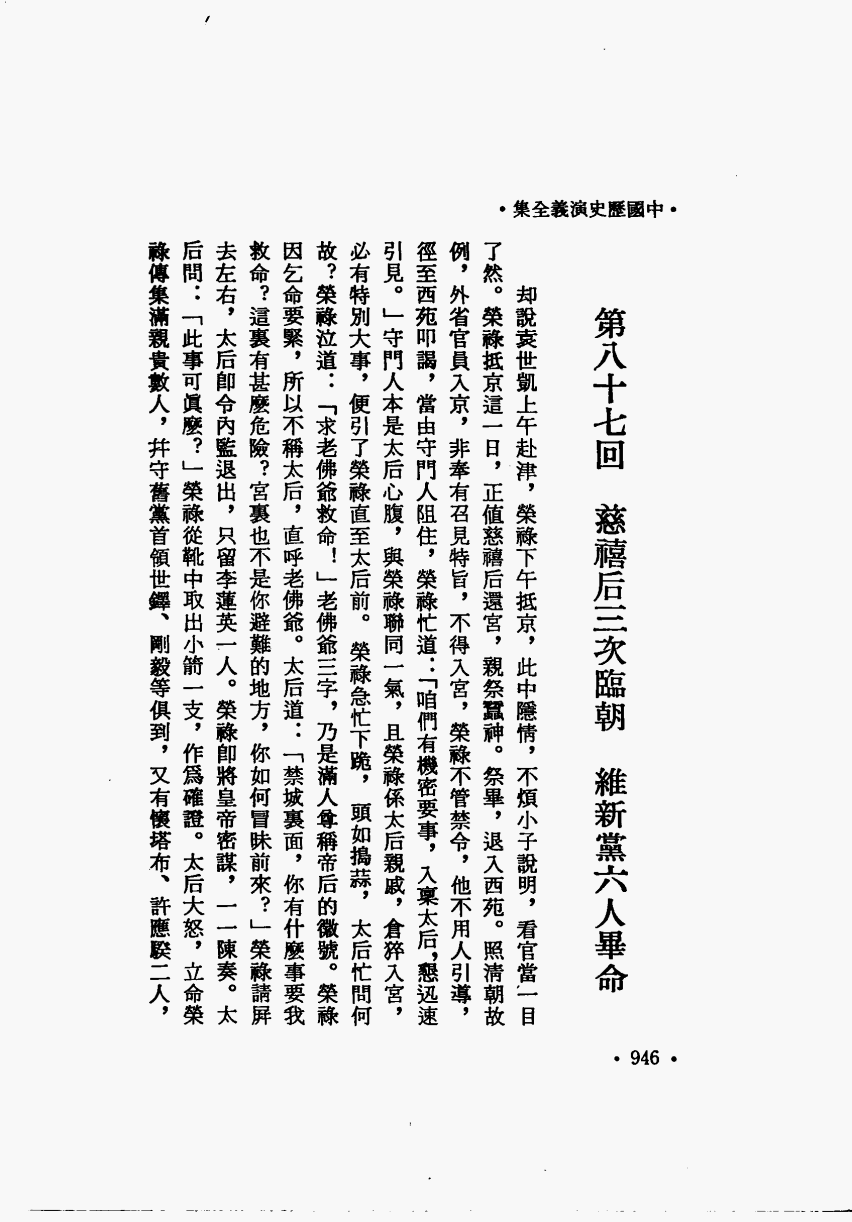 •中國歷史演義全集•
第八十七回　慈禧后三次臨朝　維新黨六人畢命
却說袁世凱上午赴津，榮祿下午抵京，此中隱情，不煩小子說明，看官當一目
了然。榮祿抵京這一日，正值慈禧后還宮，親祭蠶神。祭畢，退入西苑。照清朝故
例，外省官員入京，非奉有召見特旨，不得入宮，榮祿不管禁令，他不用人引導，
徑至西苑叩謁，當由守門人阻住，榮祿忙道：「咱們有機密要事，入稟太后，懇迅速
引見。」守門人本是太后心腹，與榮祿聯同一氣，且榮祿係太后親戚，倉猝入宮，
必有特別大事，便引了榮祿直至太后前。榮祿急忙下跪，頭如搗蒜，太后忙問何
故？榮祿泣道：「求老佛爺救命！」老佛爺三字，乃是滿人尊稱帝后的徽號。榮祿
因乞命要緊，所以不稱太后，直呼老佛爺。太后道：「禁城裏面，你有什麼事要我
救命？這裏有甚麼危險？宮裏也不是你避難的地方，你如何冒昧前來？」榮祿請屏
去左右，太后卽令內監退出，只留李蓮英一人。榮祿卽將皇帝密謀，一一陳奏。太
后問：「此事可眞麼？」榮祿從靴中取出小箭一支，作爲確證。太后大怒，立命榮
祿傳集滿親貴數人，幷守舊黨首領世鐸、剛毅等俱到，又有懷塔布、許應騤二人，
•946•